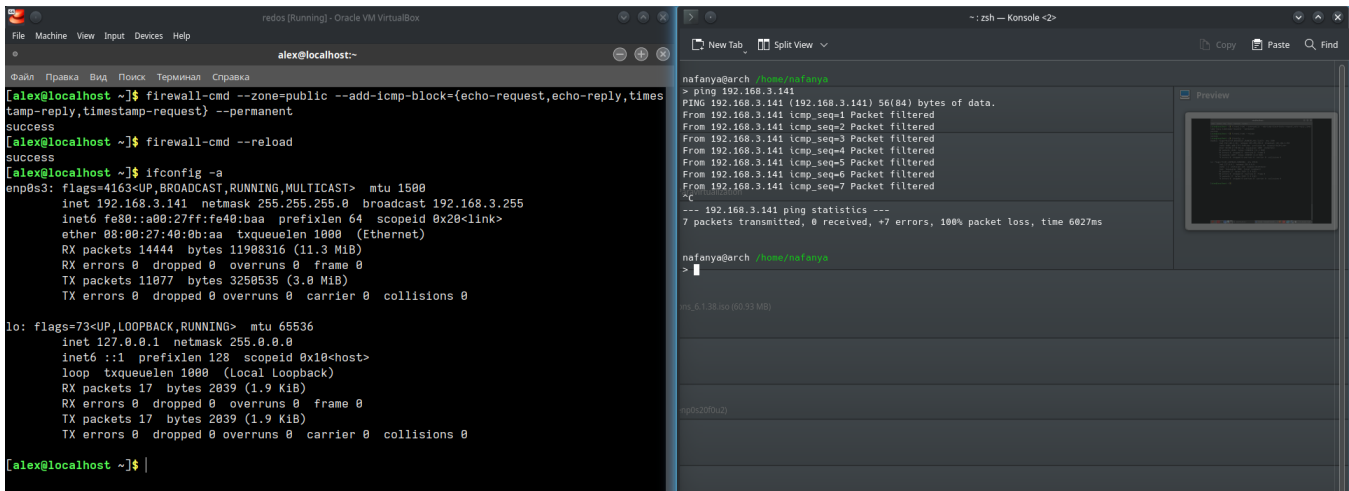 redos [Running] - Oracle VM VirtualBox
File Machine View Input Devices Help
alex@localhost:~
Файл Правка Вид Поиск Терминал Справка
[alex@localhost ~]$ firewall-cmd --zone=public --add-icmp-block={echo-request,echo-reply,times
tamp-reply,timestamp-request} --permanent
success
[alex@localhost ~]$ firewall-cmd --reload
success
[alex@localhost ~]$ ifconfig -a
enp0s3: flags=4163<UP,BROADCAST,RUNNING,MULTICAST> mtu 1500
inet 192.168.3.141 netmask 255.255.255.0 broadcast 192.168.3.255
inet6 fe80::a00:27ff:fe40:baa prefixlen 64 scopeid 0x20<link>
ether 08:00:27:40:0b:aa txqueuelen 1000 (Ethernet)
RX packets 14444 bytes 11908316 (11.3 MiB)
RX errors 0 dropped 0 overruns 0 frame 0
TX packets 11077 bytes 3250535 (3.0 MiB)
TX errors 0 dropped 0 overruns 0 carrier 0 collisions 0
lo: flags=73<UP,LOOPBACK,RUNNING> mtu 65536
inet 127.0.0.1 netmask 255.0.0.0
inet6 ::1 prefixlen 128 scopeid 0x10<host>
loop txqueuelen 1000 (Local Loopback)
RX packets 17 bytes 2039 (1.9 KiB)
RX errors 0 dropped 0 overruns 0 frame 0
TX packets 17 bytes 2039 (1.9 KiB)
TX errors 0 dropped 0 overruns 0 carrier 0 collisions 0
[alex@localhost ~]$
~ : zsh — Konsole <2>
New Tab Split View Copy Paste Find
nafanya@arch /home/nafanya
> ping 192.168.3.141
PING 192.168.3.141 (192.168.3.141) 56(84) bytes of data.
From 192.168.3.141 icmp_seq=1 Packet filtered
From 192.168.3.141 icmp_seq=2 Packet filtered
From 192.168.3.141 icmp_seq=3 Packet filtered
From 192.168.3.141 icmp_seq=4 Packet filtered
From 192.168.3.141 icmp_seq=5 Packet filtered
From 192.168.3.141 icmp_seq=6 Packet filtered
From 192.168.3.141 icmp_seq=7 Packet filtered
^C
--- 192.168.3.141 ping statistics ---
7 packets transmitted, 0 received, +7 errors, 100% packet loss, time 6027ms
nafanya@arch /home/nafanya
>
Preview
ons_6.1.38.iso (60.93 MB)
np0s20f0u2)